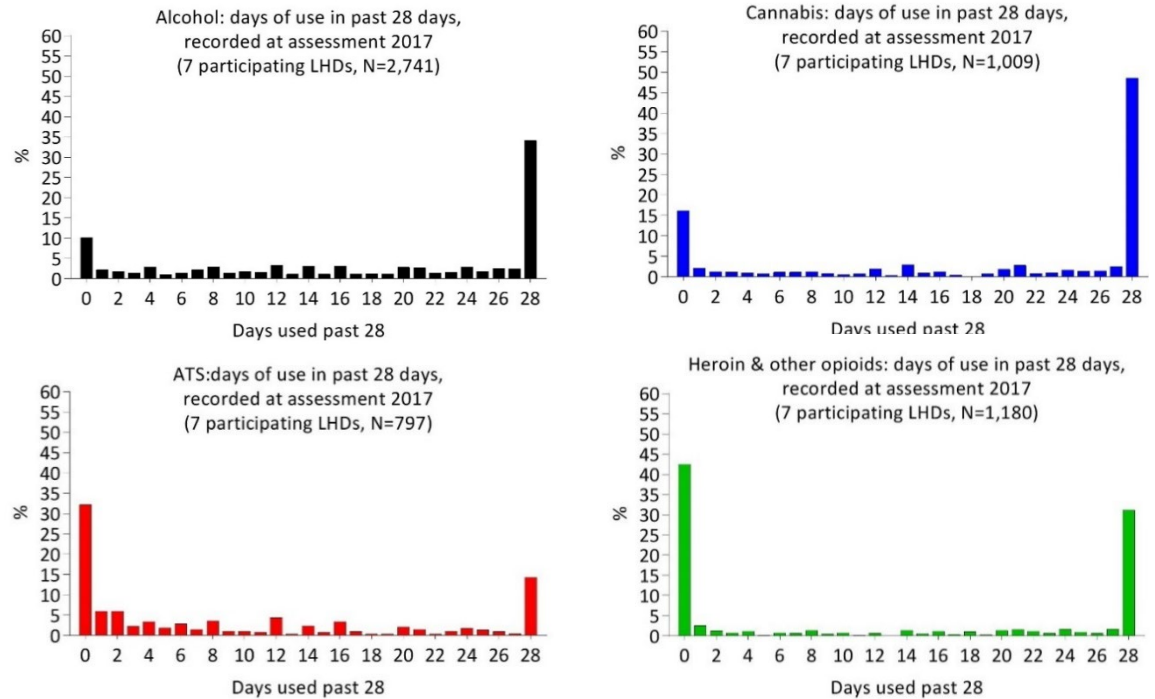 Alcohol: days of use in past 28 days,
recorded at assessment 2017
(7 participating LHDs, N=2,741)
60
55
50
45
40
35
30
25
20
15
10
5
0
%
0 2 4 6 8 10 12 14 16 18 20 22 24 26 28
Days used past 28
Cannabis: days of use in past 28 days,
recorded at assessment 2017
(7 participating LHDs, N=1,009)
60
55
50
45
40
35
30
25
20
15
10
5
0
%
0 2 4 6 8 10 12 14 16 18 20 22 24 26 28
Days used past 28
ATS:days of use in past 28 days,
recorded at assessment 2017
(7 participating LHDs, N=797)
60
55
50
45
40
35
30
25
20
15
10
5
0
%
0 2 4 6 8 10 12 14 16 18 20 22 24 26 28
Days used past 28
Heroin & other opioids: days of use in past 28 days,
recorded at assessment 2017
(7 participating LHDs, N=1,180)
60
55
50
45
40
35
30
25
20
15
10
5
0
%
0 2 4 6 8 10 12 14 16 18 20 22 24 26 28
Days used past 28